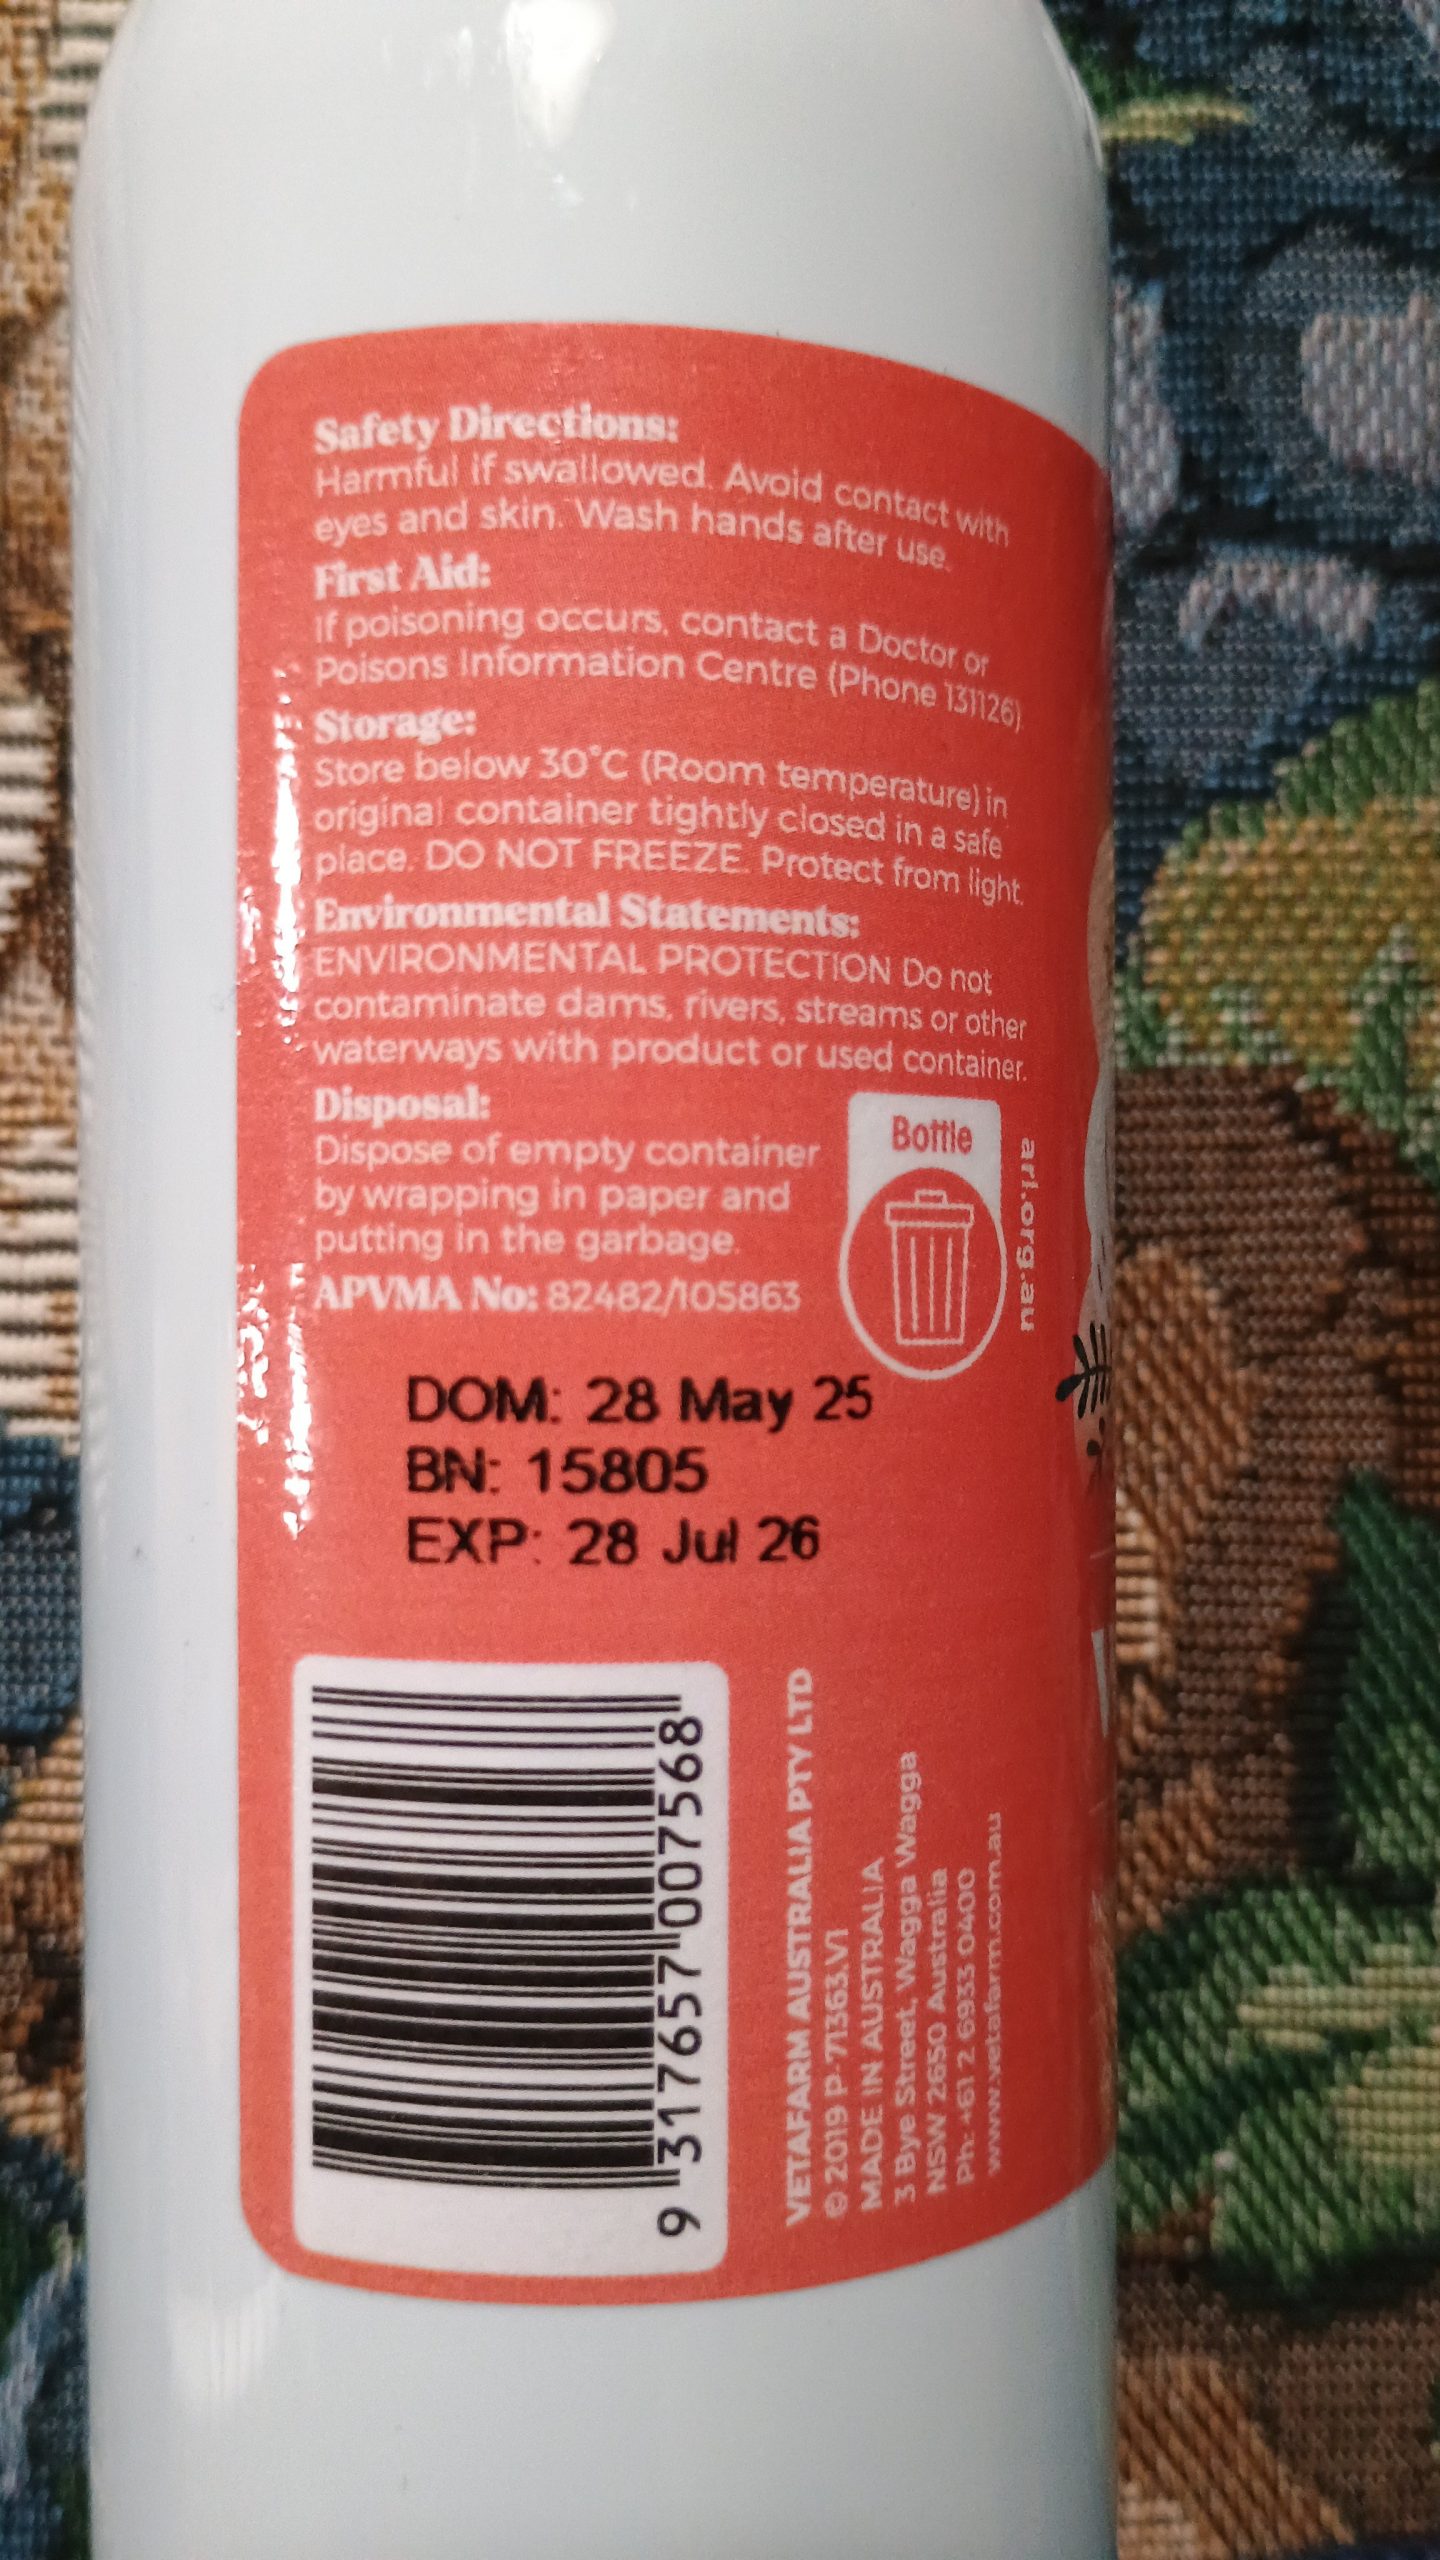 Safety Directions:
Harmful if swallowed. Avoid contact with
eyes and skin. Wash hands after use.
First Aid:
If poisoning occurs, contact a Doctor or
Poisons Information Centre (Phone 131126).
Storage:
Store below 30°C (Room temperature) in
original container tightly closed in a safe
place. DO NOT FREEZE. Protect from light.
Environmental Statements:
ENVIRONMENTAL PROTECTION Do not
contaminate dams, rivers, streams or other
waterways with product or used container.
Disposal:
Dispose of empty container
by wrapping in paper and
putting in the garbage.
APVMA No: 82482/105863
Bottle
arl.org.au
DOM: 28 May 25
BN: 15805
EXP: 28 Jul 26
9 317657 007568
VETAFARM AUSTRALIA PTY LTD
© 2019 P-71363.V1
MADE IN AUSTRALIA
3 Bye Street, Wagga Wagga
NSW 2650 Australia
Ph: +61 2 6933 0400
www.vetafarm.com.au